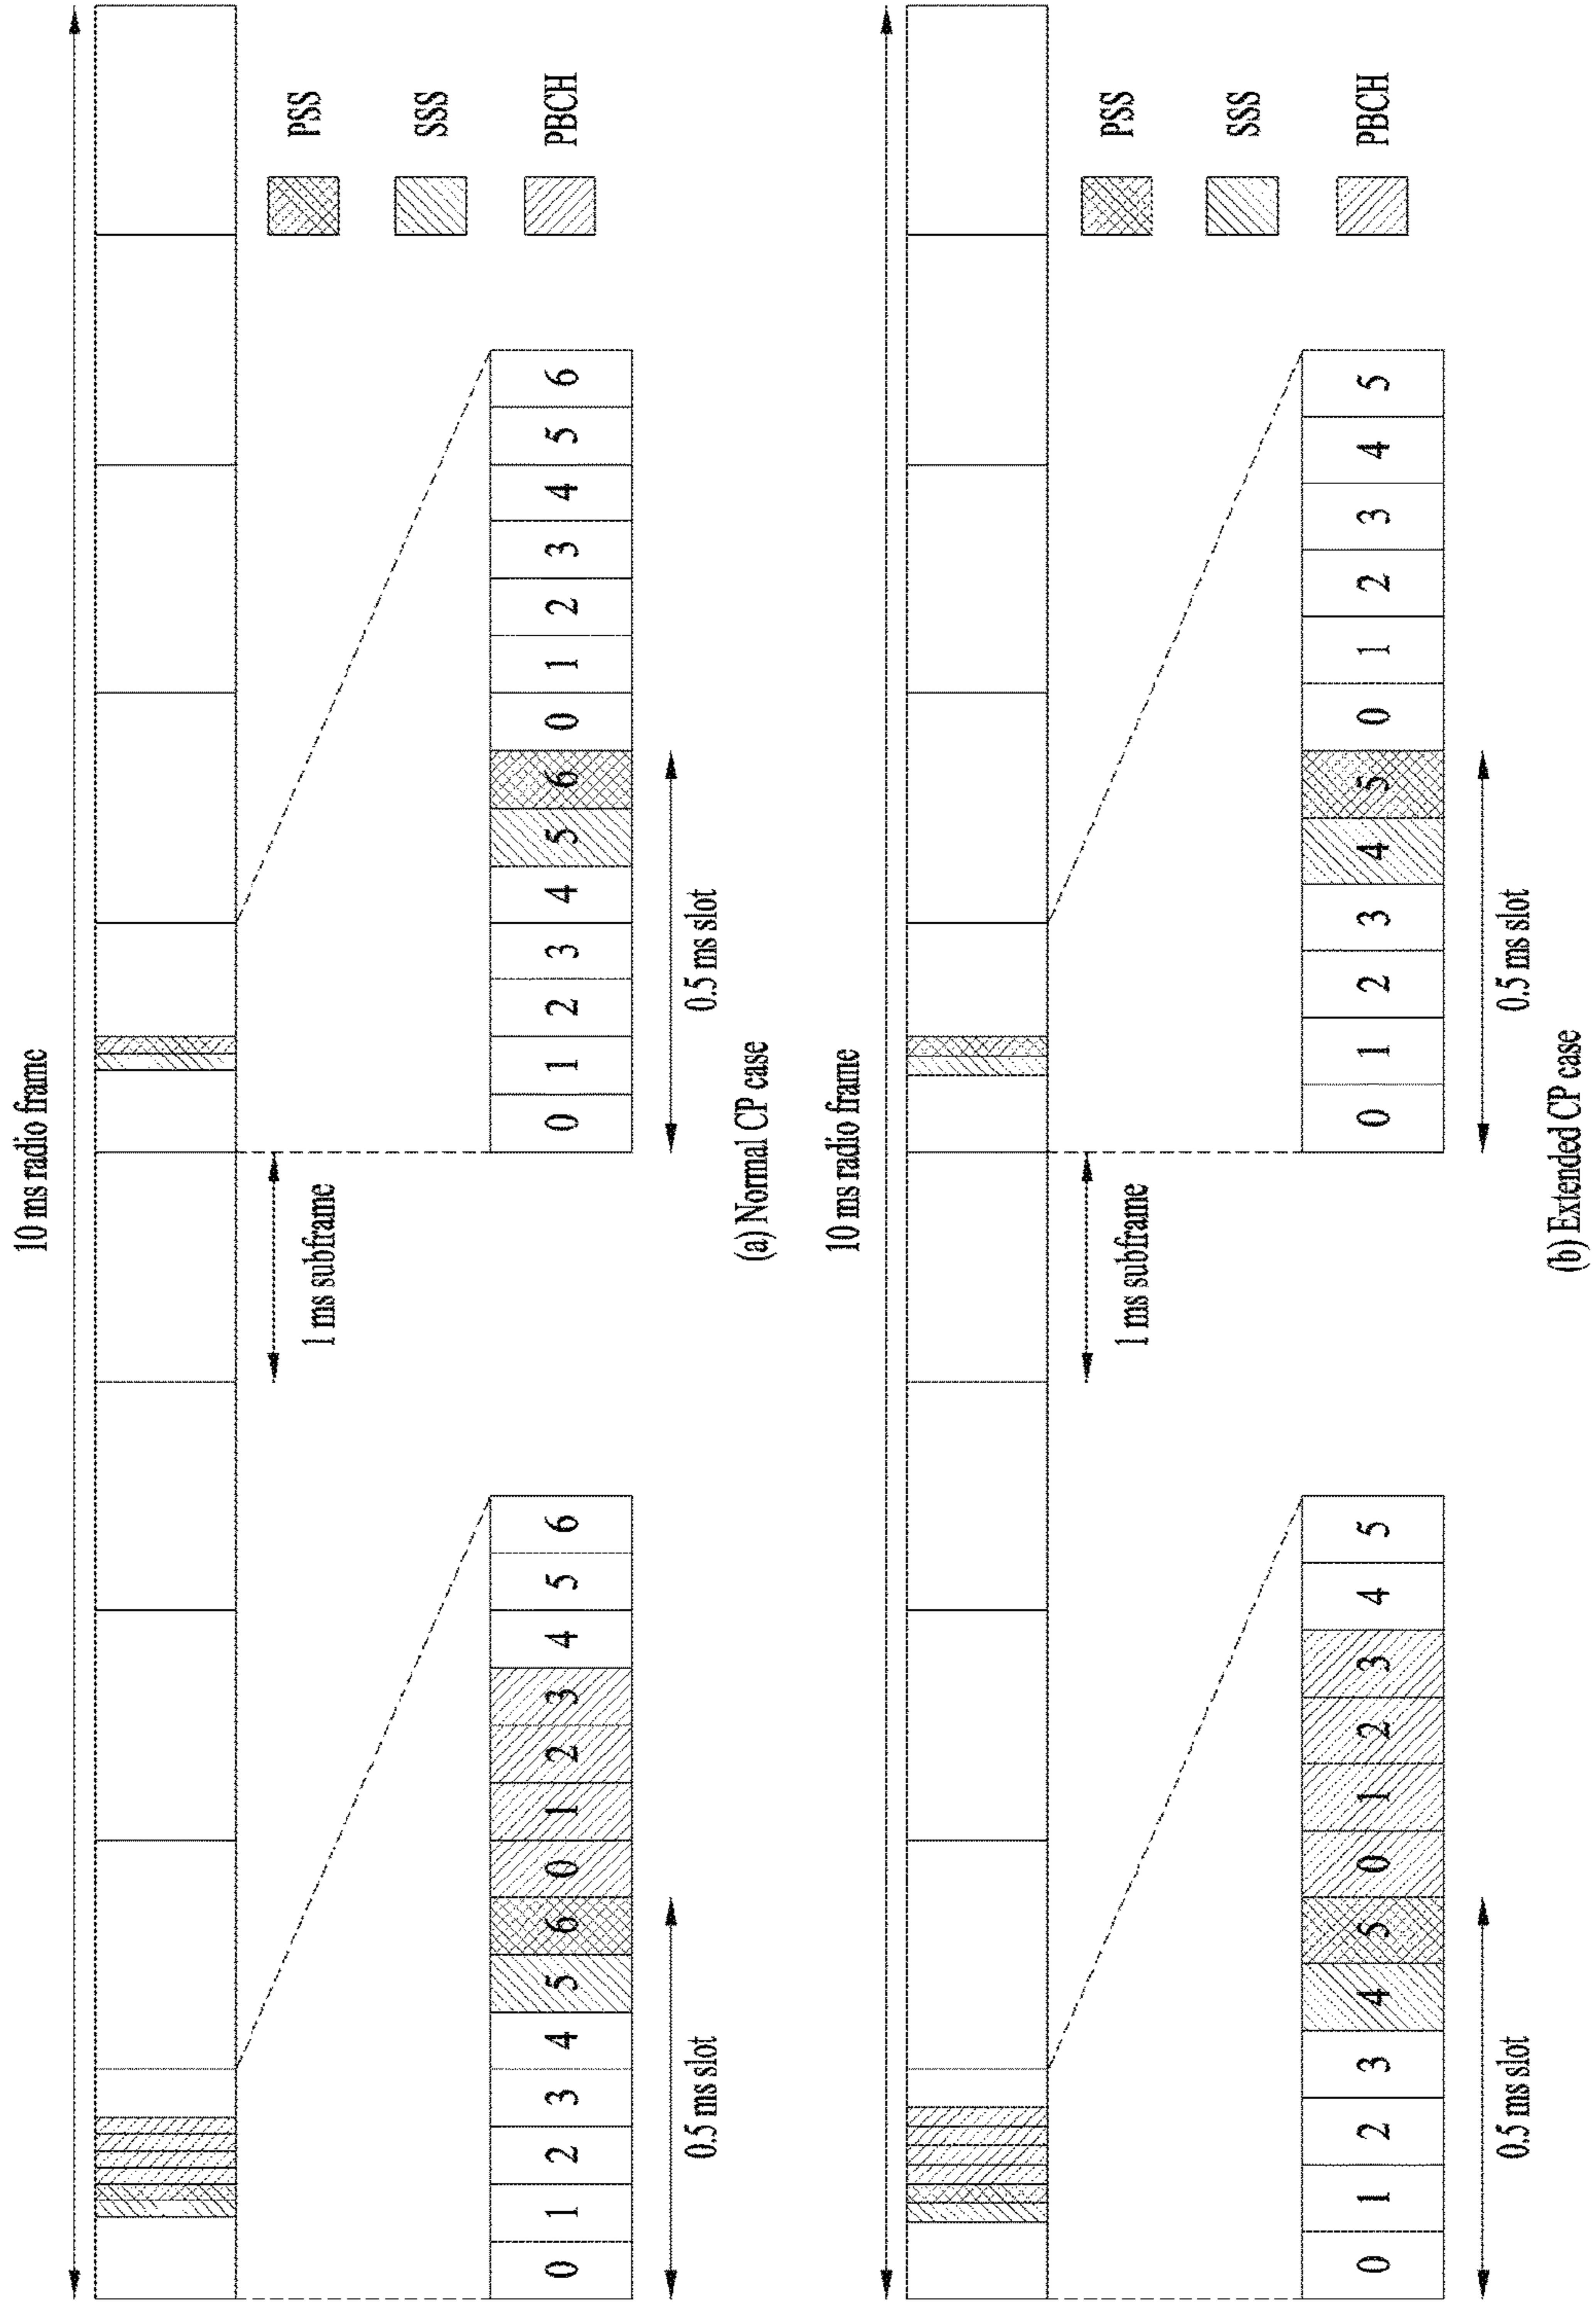 10 ms radio frame
PSS
SSS
PBCH
1 ms subframe
0 1 2 3 4 5 6 0 1 2 3 4 5 6
0 1 2 3 4 5 6 0 1 2 3 4 5 6
0.5 ms slot
0.5 ms slot
(a) Normal CP case
10 ms radio frame
PSS
SSS
PBCH
1 ms subframe
0 1 2 3 4 5 0 1 2 3 4 5
0 1 2 3 4 5 0 1 2 3 4 5
0.5 ms slot
0.5 ms slot
(b) Extended CP case